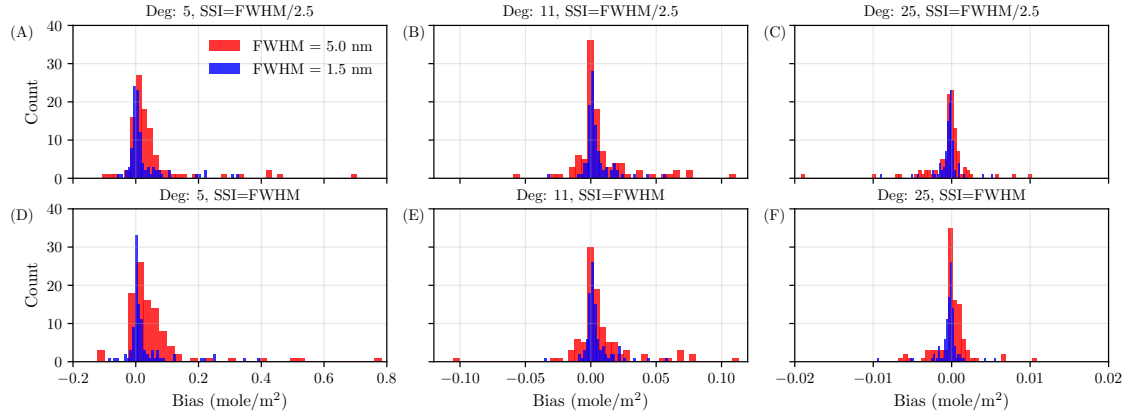 Deg: 5, SSI=FWHM/2.5
Deg: 11, SSI=FWHM/2.5
Deg: 25, SSI=FWHM/2.5
(A)
(B)
(C)
FWHM = 5.0 nm
FWHM = 1.5 nm
Count
40
30
20
10
0
Deg: 5, SSI=FWHM
Deg: 11, SSI=FWHM
Deg: 25, SSI=FWHM
(D)
(E)
(F)
Count
40
30
20
10
0
−0.2
0.0
0.2
0.4
0.6
0.8
−0.10
−0.05
0.00
0.05
0.10
−0.02
−0.01
0.00
0.01
0.02
Bias (mole/m²)
Bias (mole/m²)
Bias (mole/m²)